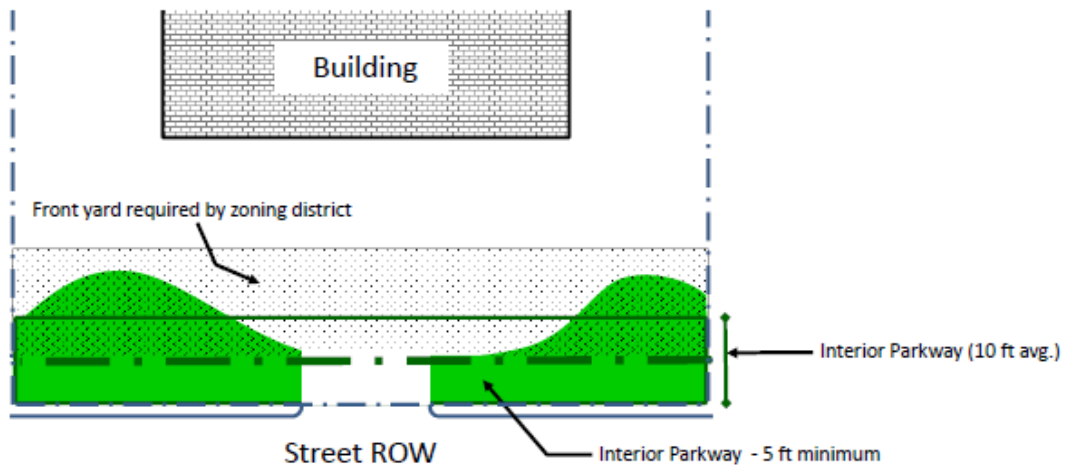 Building
Front yard required by zoning district
Interior Parkway (10 ft avg.)
Street ROW
Interior Parkway - 5 ft minimum